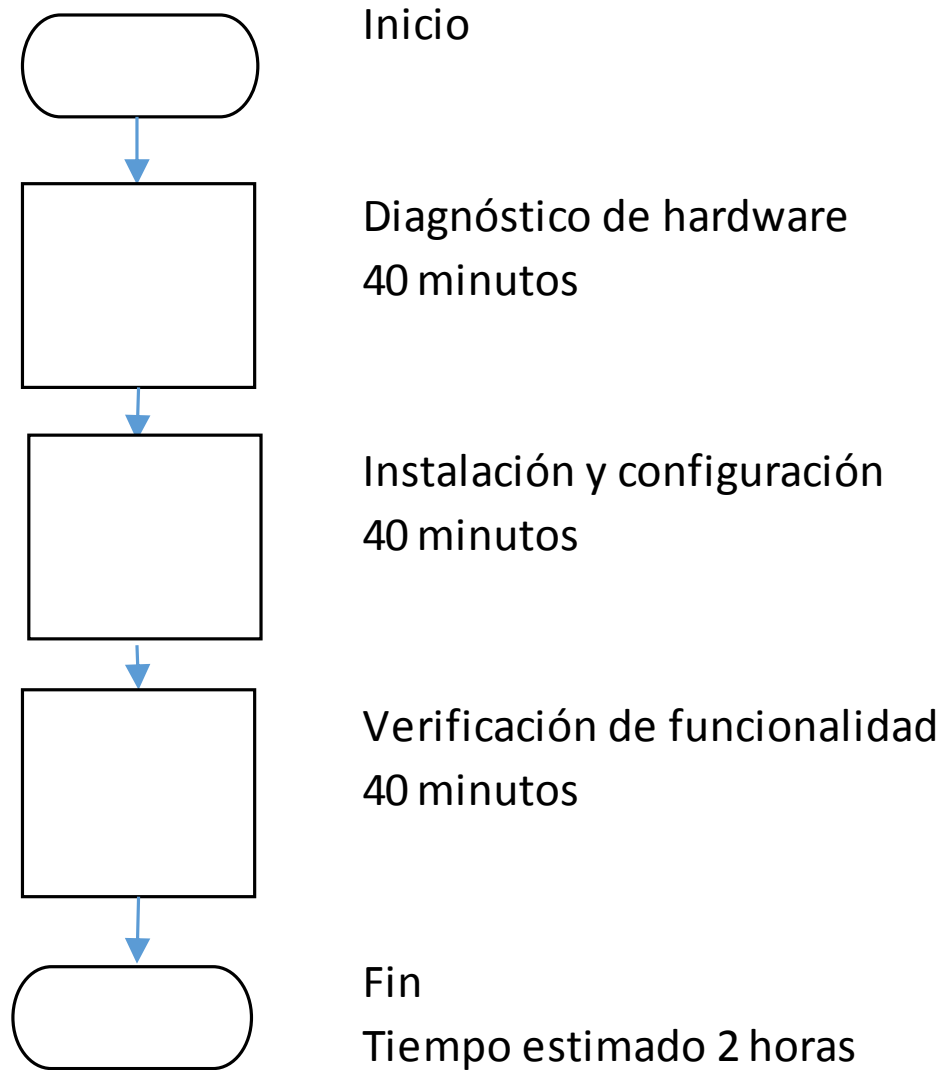 Inicio
Diagnóstico de hardware
40 minutos
Instalación y configuración
40 minutos
Verificación de funcionalidad
40 minutos
Fin
Tiempo estimado 2 horas